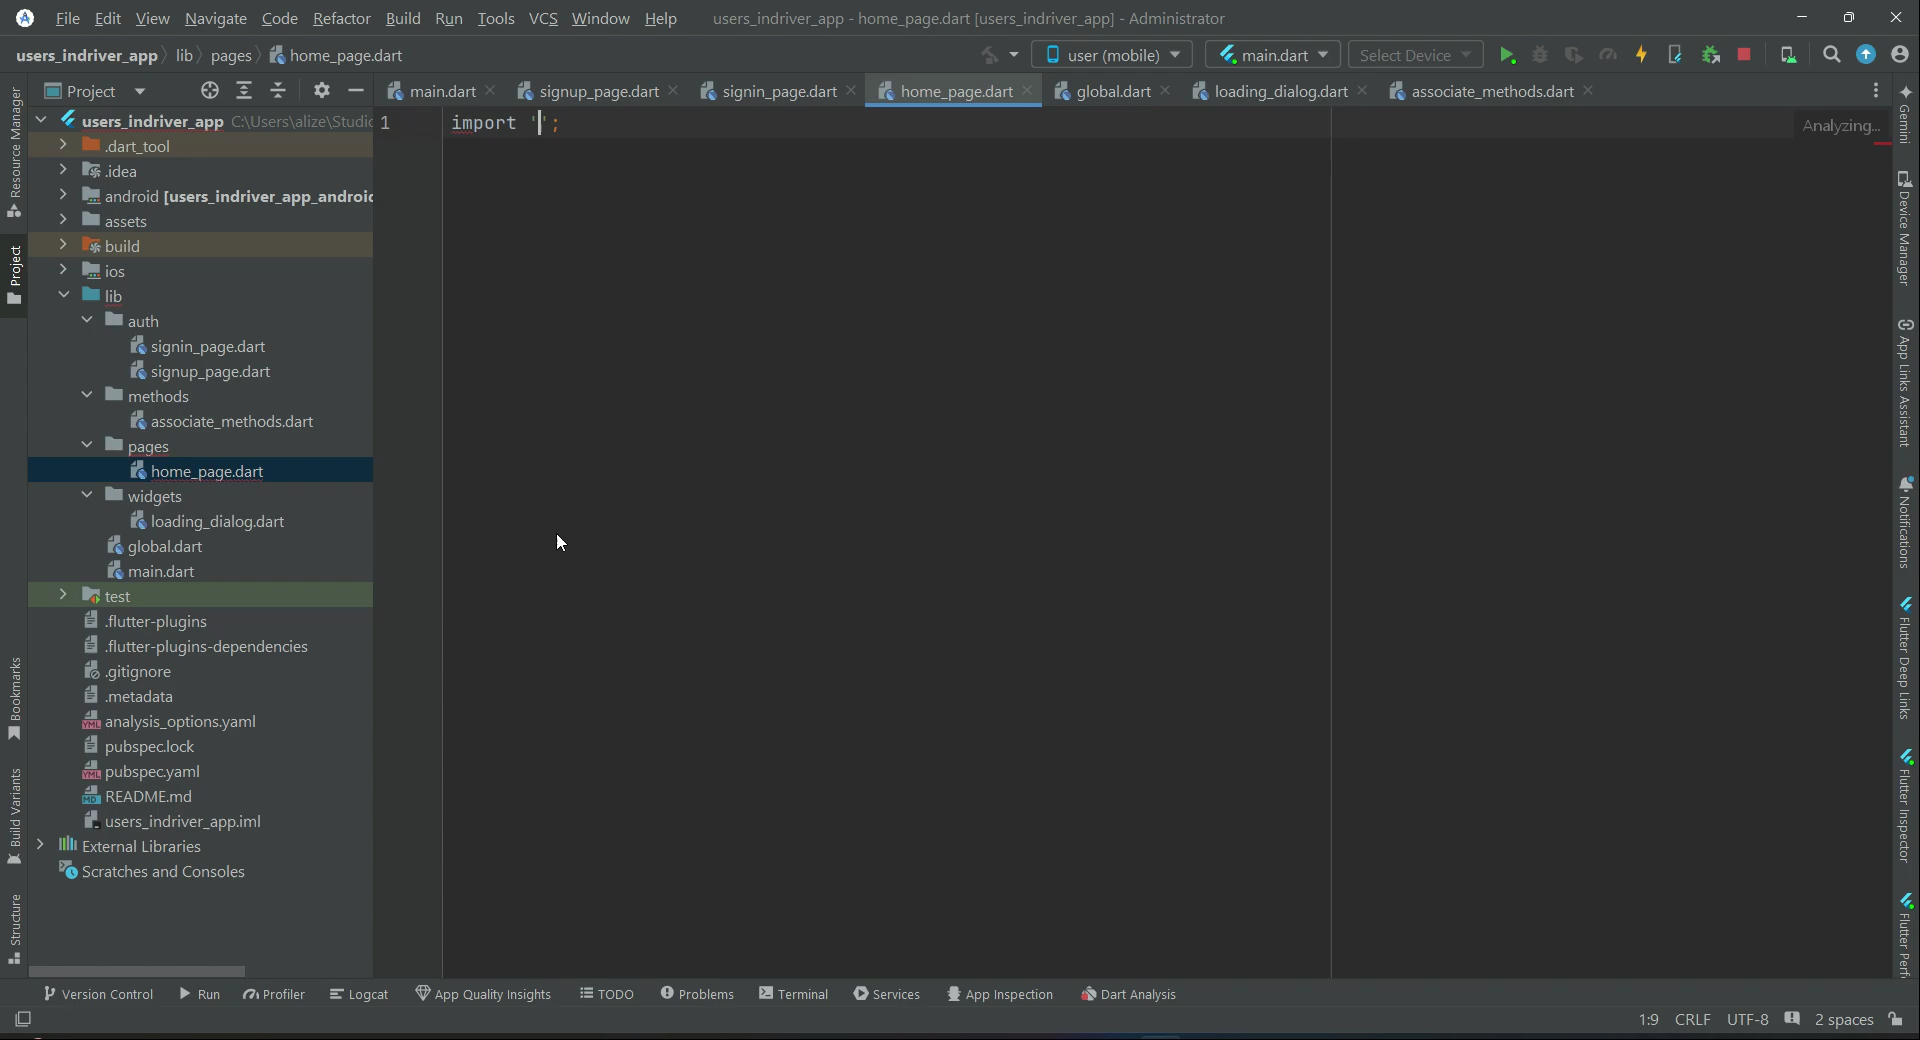 File Edit View Navigate Code Refactor Build Run Tools VCS Window Help users_indriver_app - home_page.dart [users_indriver_app] - Administrator
users_indriver_app lib pages home_page.dart user (mobile) main.dart Select Device
Project
main.dart signup_page.dart signin_page.dart home_page.dart global.dart loading_dialog.dart associate_methods.dart
users_indriver_app C:\Users\alize\Studic
.dart_tool
.idea
android [users_indriver_app_android
assets
build
ios
lib
auth
signin_page.dart
signup_page.dart
methods
associate_methods.dart
pages
home_page.dart
widgets
loading_dialog.dart
global.dart
main.dart
test
.flutter-plugins
.flutter-plugins-dependencies
.gitignore
.metadata
analysis_options.yaml
pubspec.lock
pubspec.yaml
README.md
users_indriver_app.iml
External Libraries
Scratches and Consoles
1 import '';
Analyzing...
Resource Manager
Project
Bookmarks
Build Variants
Structure
Gemini
Device Manager
App Links Assistant
Notifications
Flutter Deep Links
Flutter Inspector
Flutter Perf
Version Control Run Profiler Logcat App Quality Insights TODO Problems Terminal Services App Inspection Dart Analysis
1:9 CRLF UTF-8 2 spaces